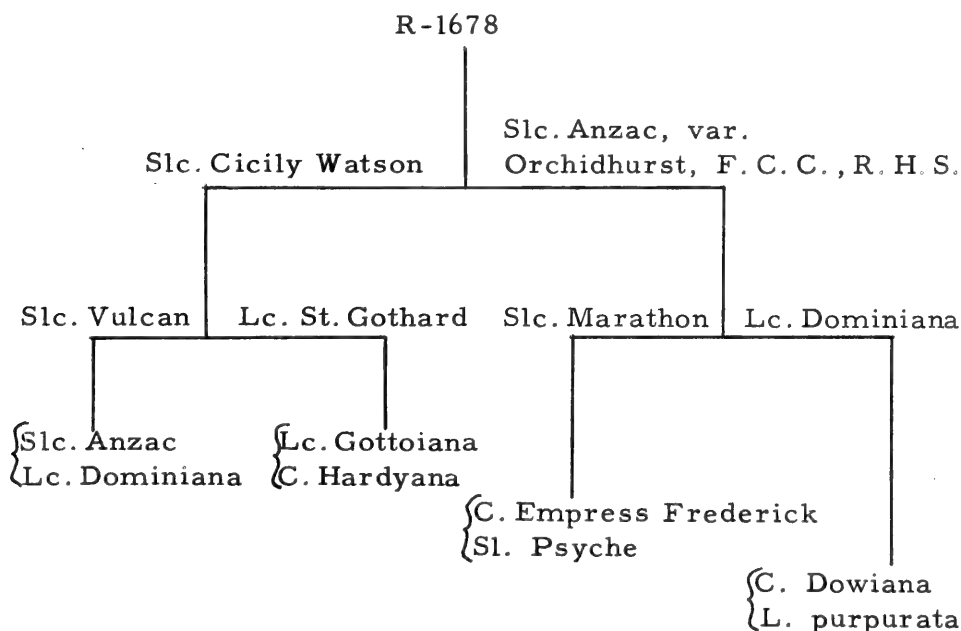 R-1678
Slc. Anzac, var.
Slc. Cicily Watson
Orchidhurst, F.C.C., R.H.S.
Slc. Vulcan
Lc. St. Gothard
Slc. Marathon
Lc. Dominiana
Slc. Anzac
Lc. Dominiana
Lc. Gottoiana
C. Hardyana
C. Empress Frederick
Sl. Psyche
C. Dowiana
L. purpurata